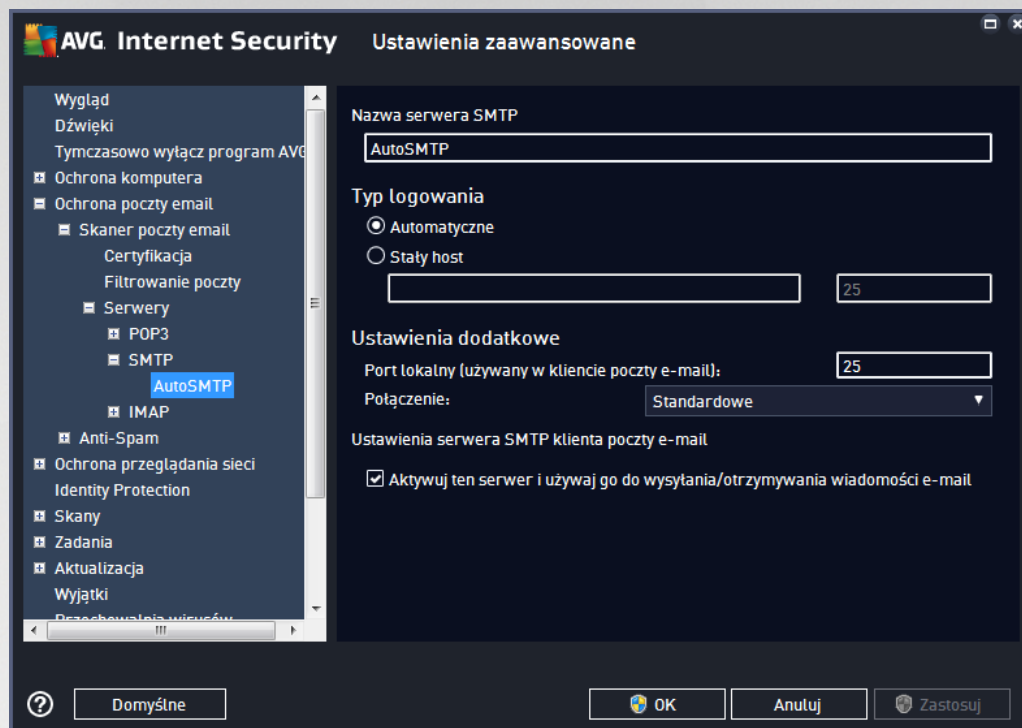 AVG. Internet Security Ustawienia zaawansowane
Wygląd
Dźwięki
Tymczasowo wyłącz program AVG
Ochrona komputera
Ochrona poczty email
Skaner poczty email
Certyfikacja
Filtrowanie poczty
Serwery
POP3
SMTP
AutoSMTP
IMAP
Anti-Spam
Ochrona przeglądania sieci
Identity Protection
Skany
Zadania
Aktualizacja
Wyjątki
Przechowalnia wirusów
Nazwa serwera SMTP
AutoSMTP
Typ logowania
Automatyczne
Stały host
25
Ustawienia dodatkowe
Port lokalny (używany w kliencie poczty e-mail): 25
Połączenie: Standardowe
Ustawienia serwera SMTP klienta poczty e-mail
Aktywuj ten serwer i używaj go do wysyłania/otrzymywania wiadomości e-mail
? Domyślne OK Anuluj Zastosuj